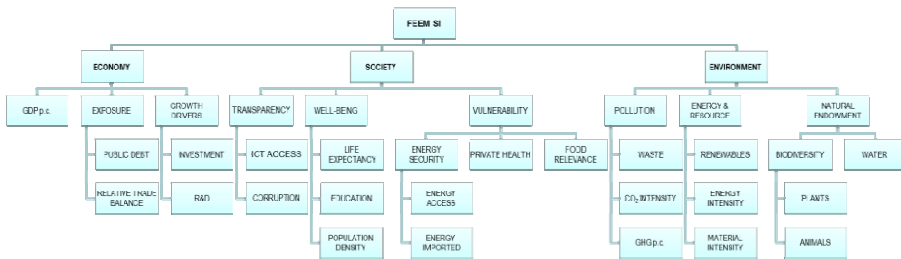 FEEM SI
ECONOMY
SOCIETY
ENVIRONMENT
GDP p.c.
EXPOSURE
GROWTH
DRIVERS
TRANSPARENCY
WELL-BEING
VULNERABILITY
POLLUTION
ENERGY &
RESOURCE
NATURAL
ENDOWMENT
PUBLIC DEBT
INVESTMENT
ICT ACCESS
LIFE
EXPECTANCY
ENERGY
SECURITY
PRIVATE HEALTH
FOOD
RELEVANCE
WASTE
RENEWABLES
BIODIVERSITY
WATER
RELATIVE TRADE
BALANCE
R&D
CORRUPTION
EDUCATION
ENERGY
ACCESS
CO₂ INTENSITY
ENERGY
INTENSITY
PLANTS
POPULATION
DENSITY
ENERGY
IMPORTED
GHG p.c.
MATERIAL
INTENSITY
ANIMALS